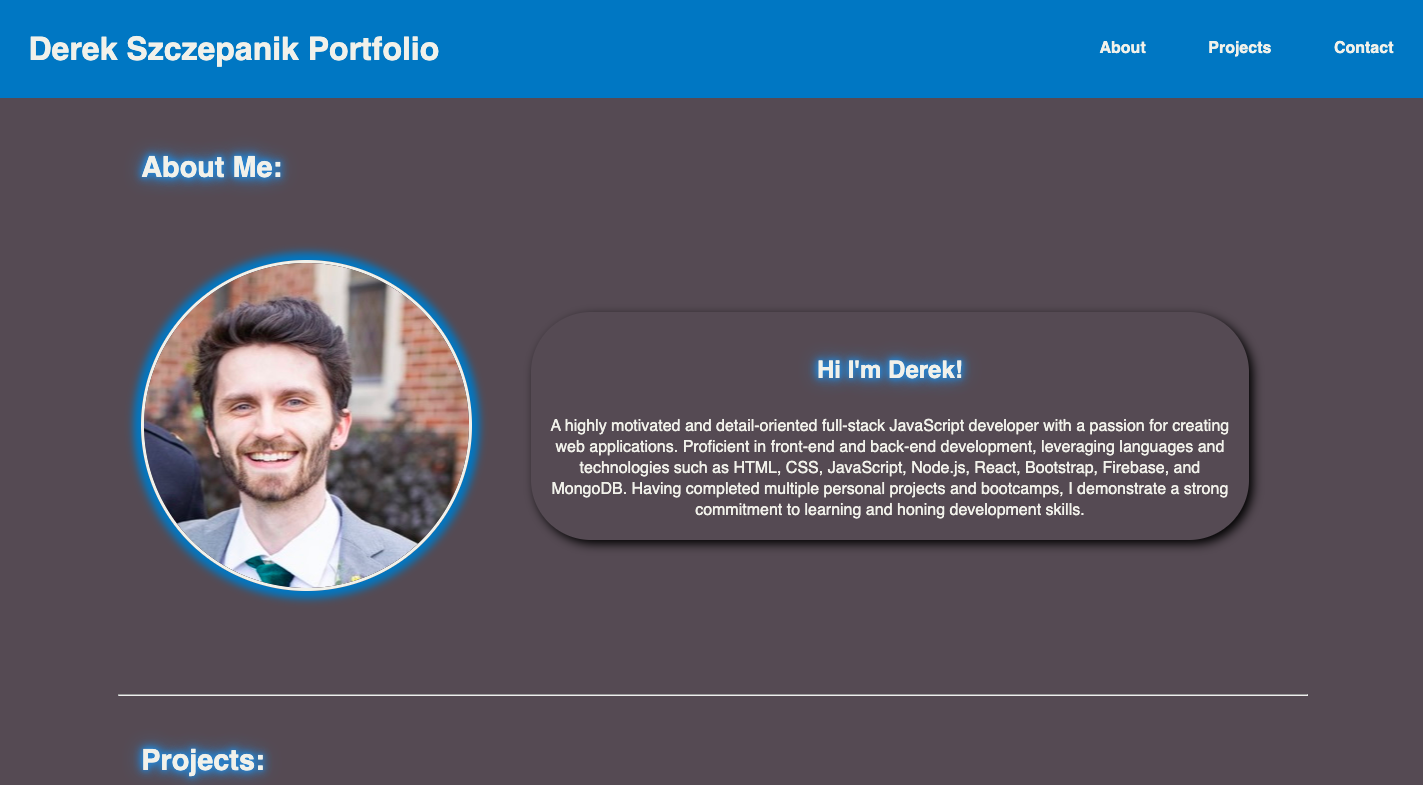 Derek Szczepanik Portfolio
About
Projects
Contact
About Me:
Hi I'm Derek!
A highly motivated and detail-oriented full-stack JavaScript developer with a passion for creating
web applications. Proficient in front-end and back-end development, leveraging languages and
technologies such as HTML, CSS, JavaScript, Node.js, React, Bootstrap, Firebase, and
MongoDB. Having completed multiple personal projects and bootcamps, I demonstrate a strong
commitment to learning and honing development skills.
Projects: